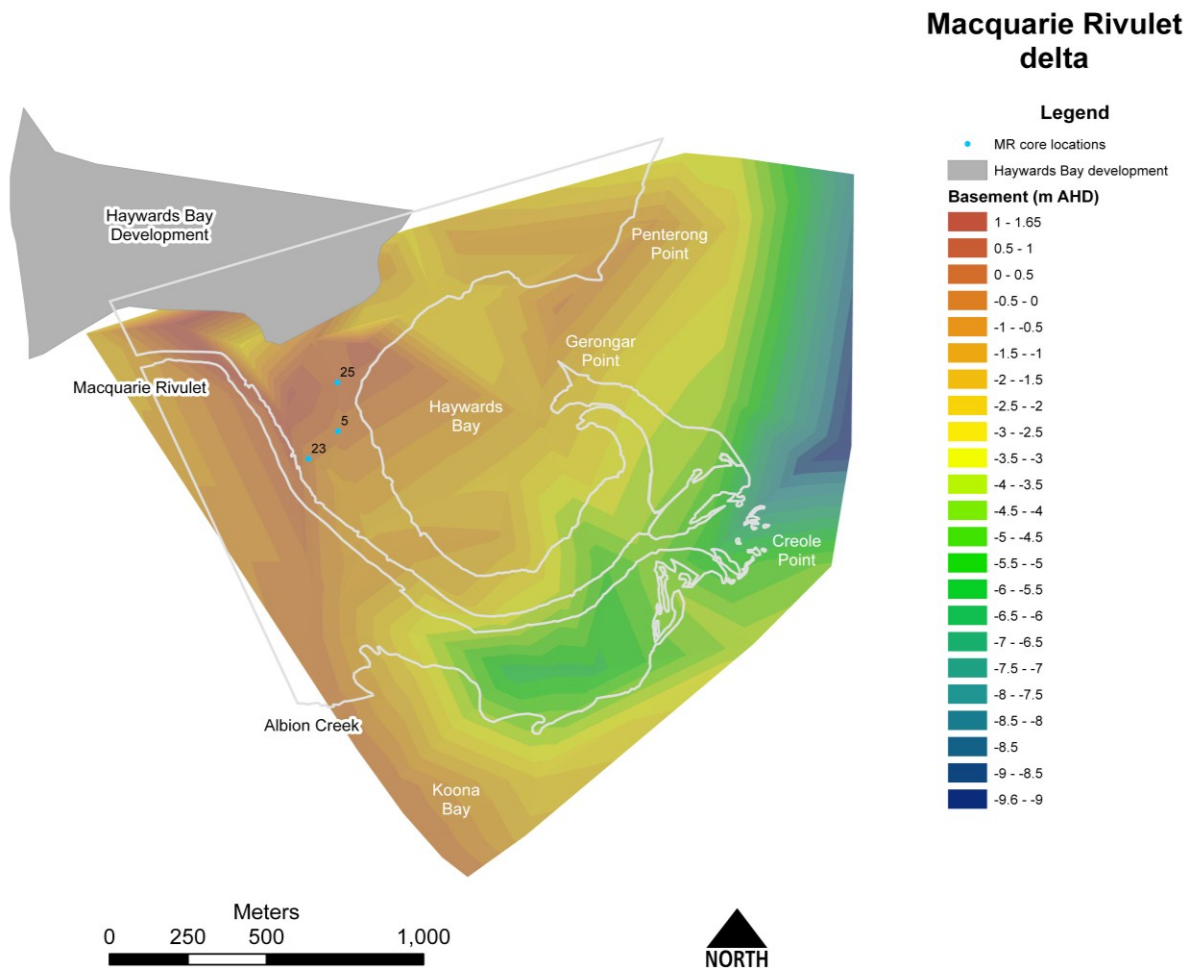 Macquarie Rivulet
delta
Legend
MR core locations
Haywards Bay development
Basement (m AHD)
1 - 1.65
0.5 - 1
0 - 0.5
-0.5 - 0
-1 - -0.5
-1.5 - -1
-2 - -1.5
-2.5 - -2
-3 - -2.5
-3.5 - -3
-4 - -3.5
-4.5 - -4
-5 - -4.5
-5.5 - -5
-6 - -5.5
-6.5 - -6
-7 - -6.5
-7.5 - -7
-8 - -7.5
-8.5 - -8
-8.5
-9 - -8.5
-9.6 - -9
Haywards Bay
Development
Penterong
Point
Gerongar
Point
Macquarie Rivulet
25
Haywards
Bay
5
23
Creole
Point
Albion Creek
Koona
Bay
Meters
0 250 500 1,000
NORTH